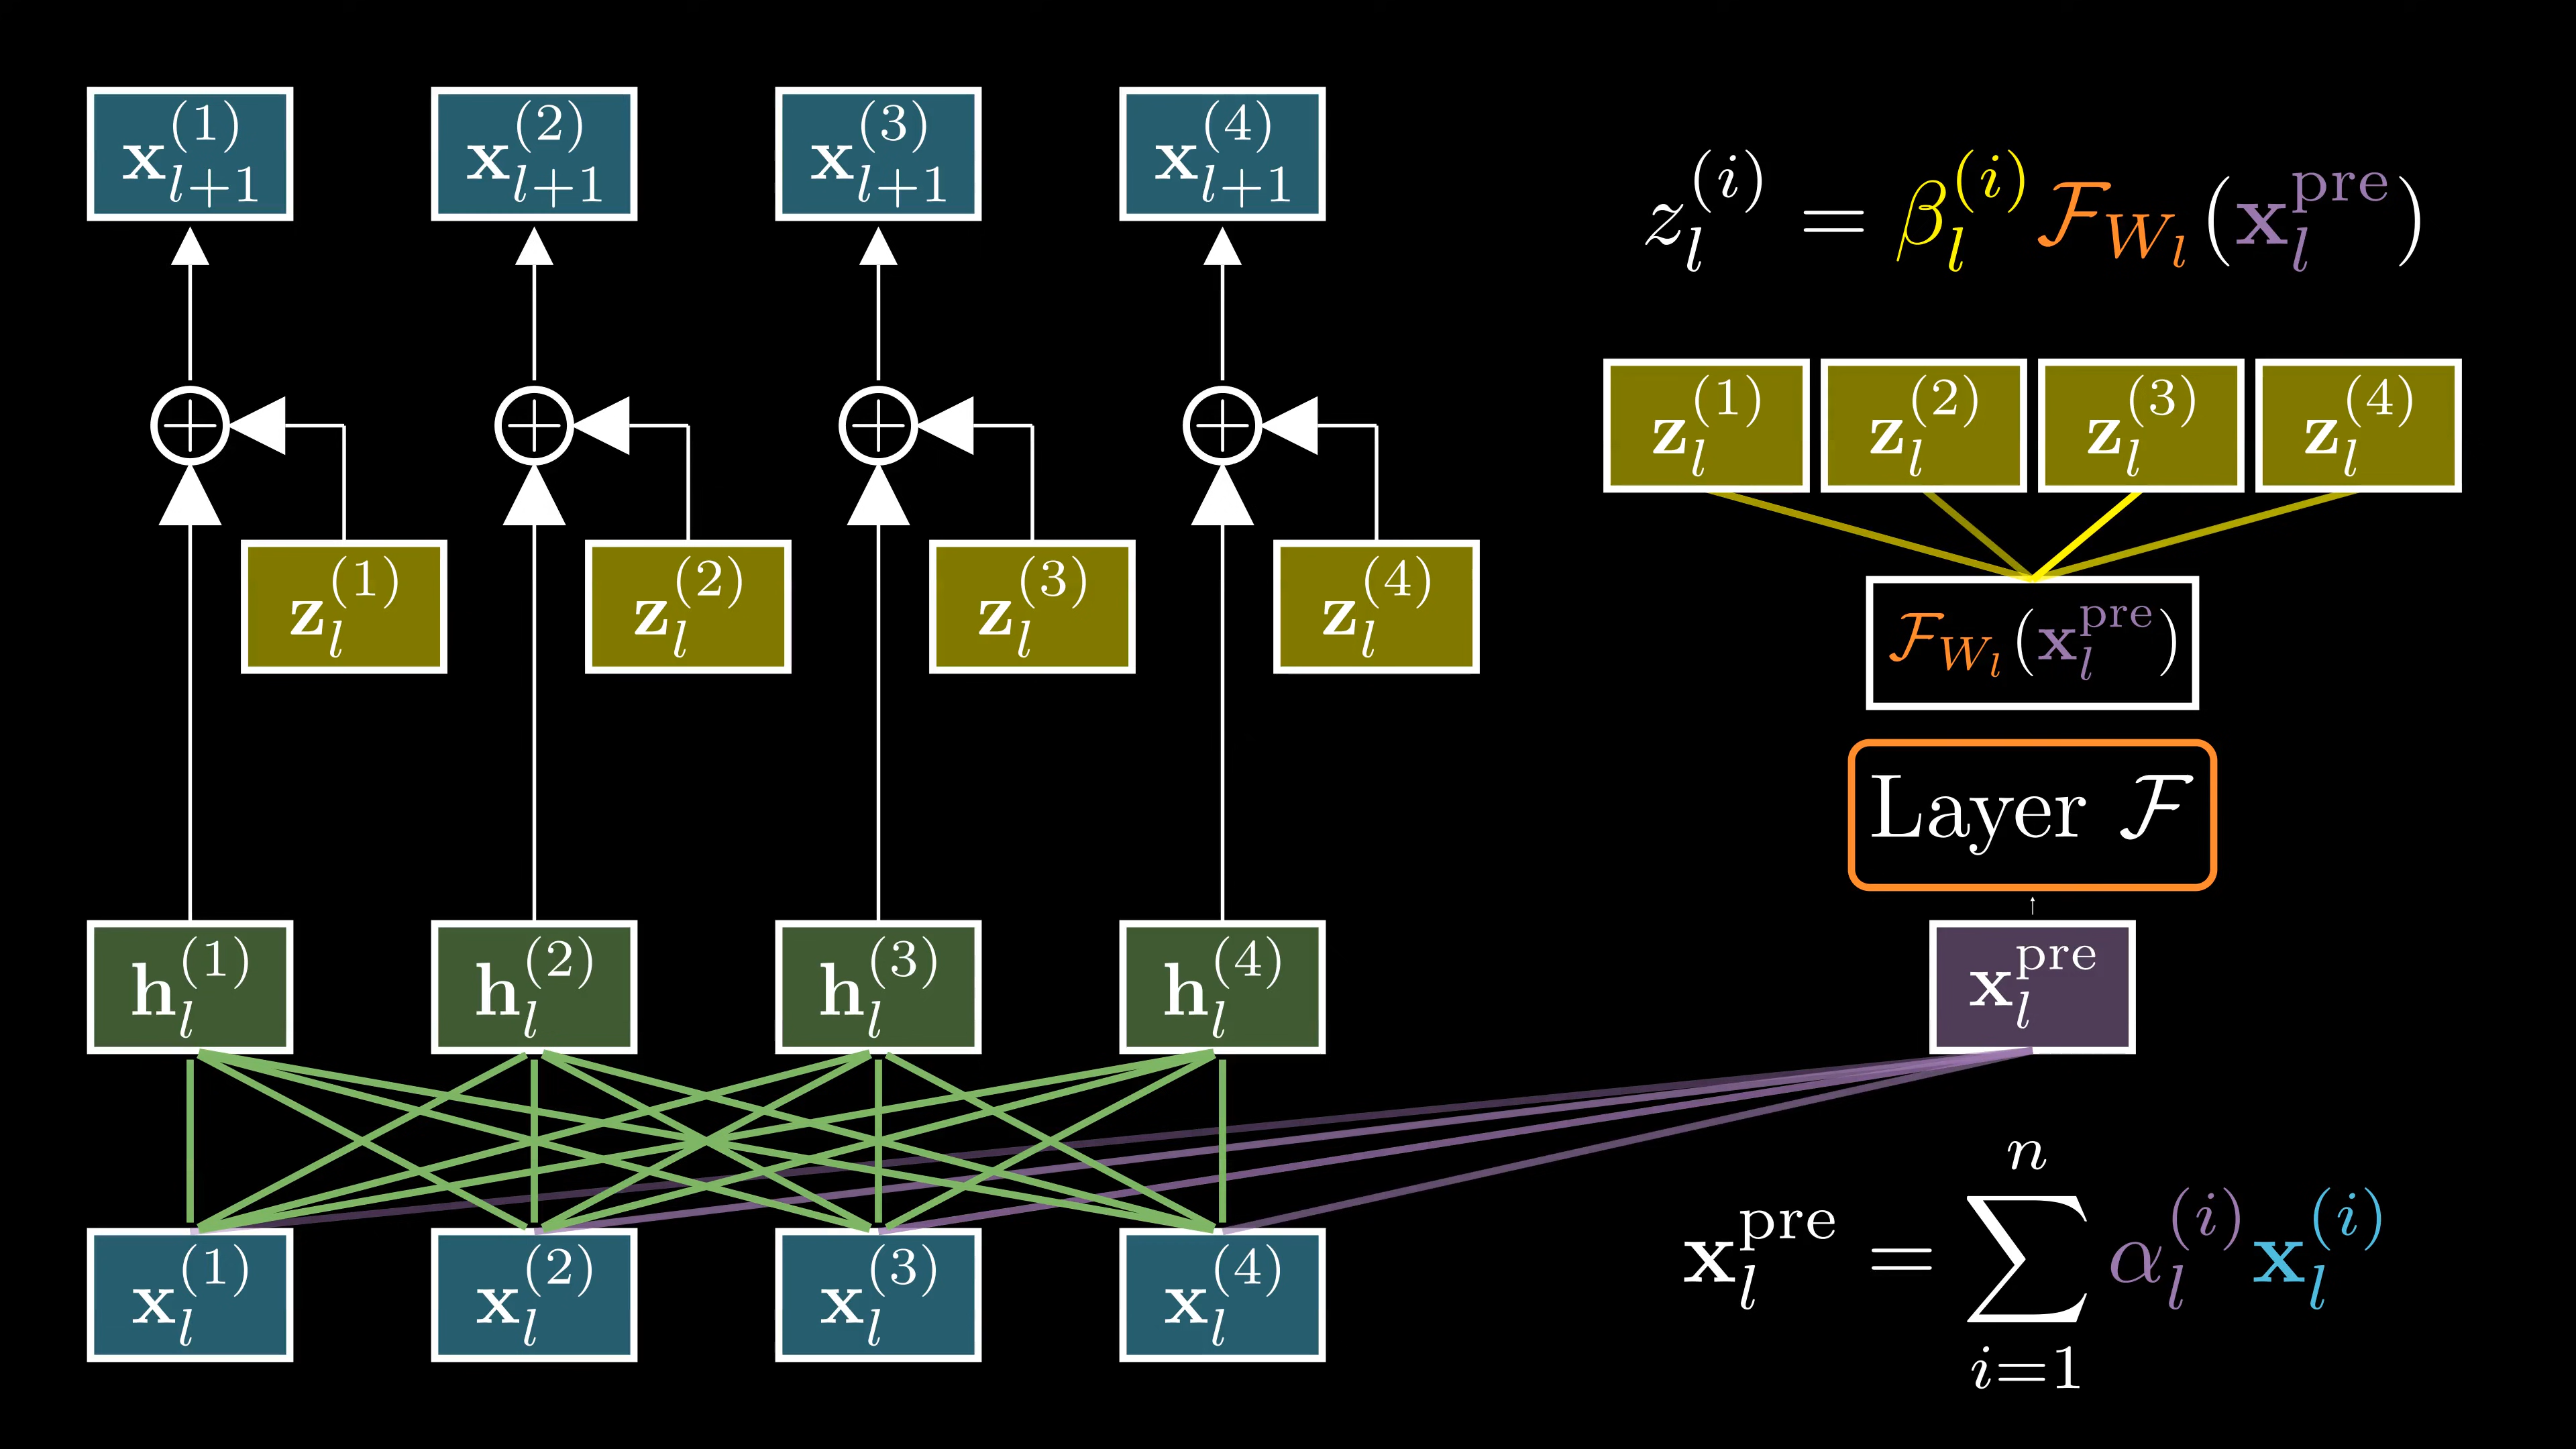 x_{l+1}^{(1)} x_{l+1}^{(2)} x_{l+1}^{(3)} x_{l+1}^{(4)}
z_l^{(i)} = β_l^{(i)} ℱ_{W_l}(x_l^{pre})
z_l^{(1)} z_l^{(2)} z_l^{(3)} z_l^{(4)}
z_l^{(1)} z_l^{(2)} z_l^{(3)} z_l^{(4)}
ℱ_{W_l}(x_l^{pre})
Layer ℱ
h_l^{(1)} h_l^{(2)} h_l^{(3)} h_l^{(4)}
x_l^{pre}
x_l^{(1)} x_l^{(2)} x_l^{(3)} x_l^{(4)}
x_l^{pre} = \sum_{i=1}^{n} α_l^{(i)} x_l^{(i)}